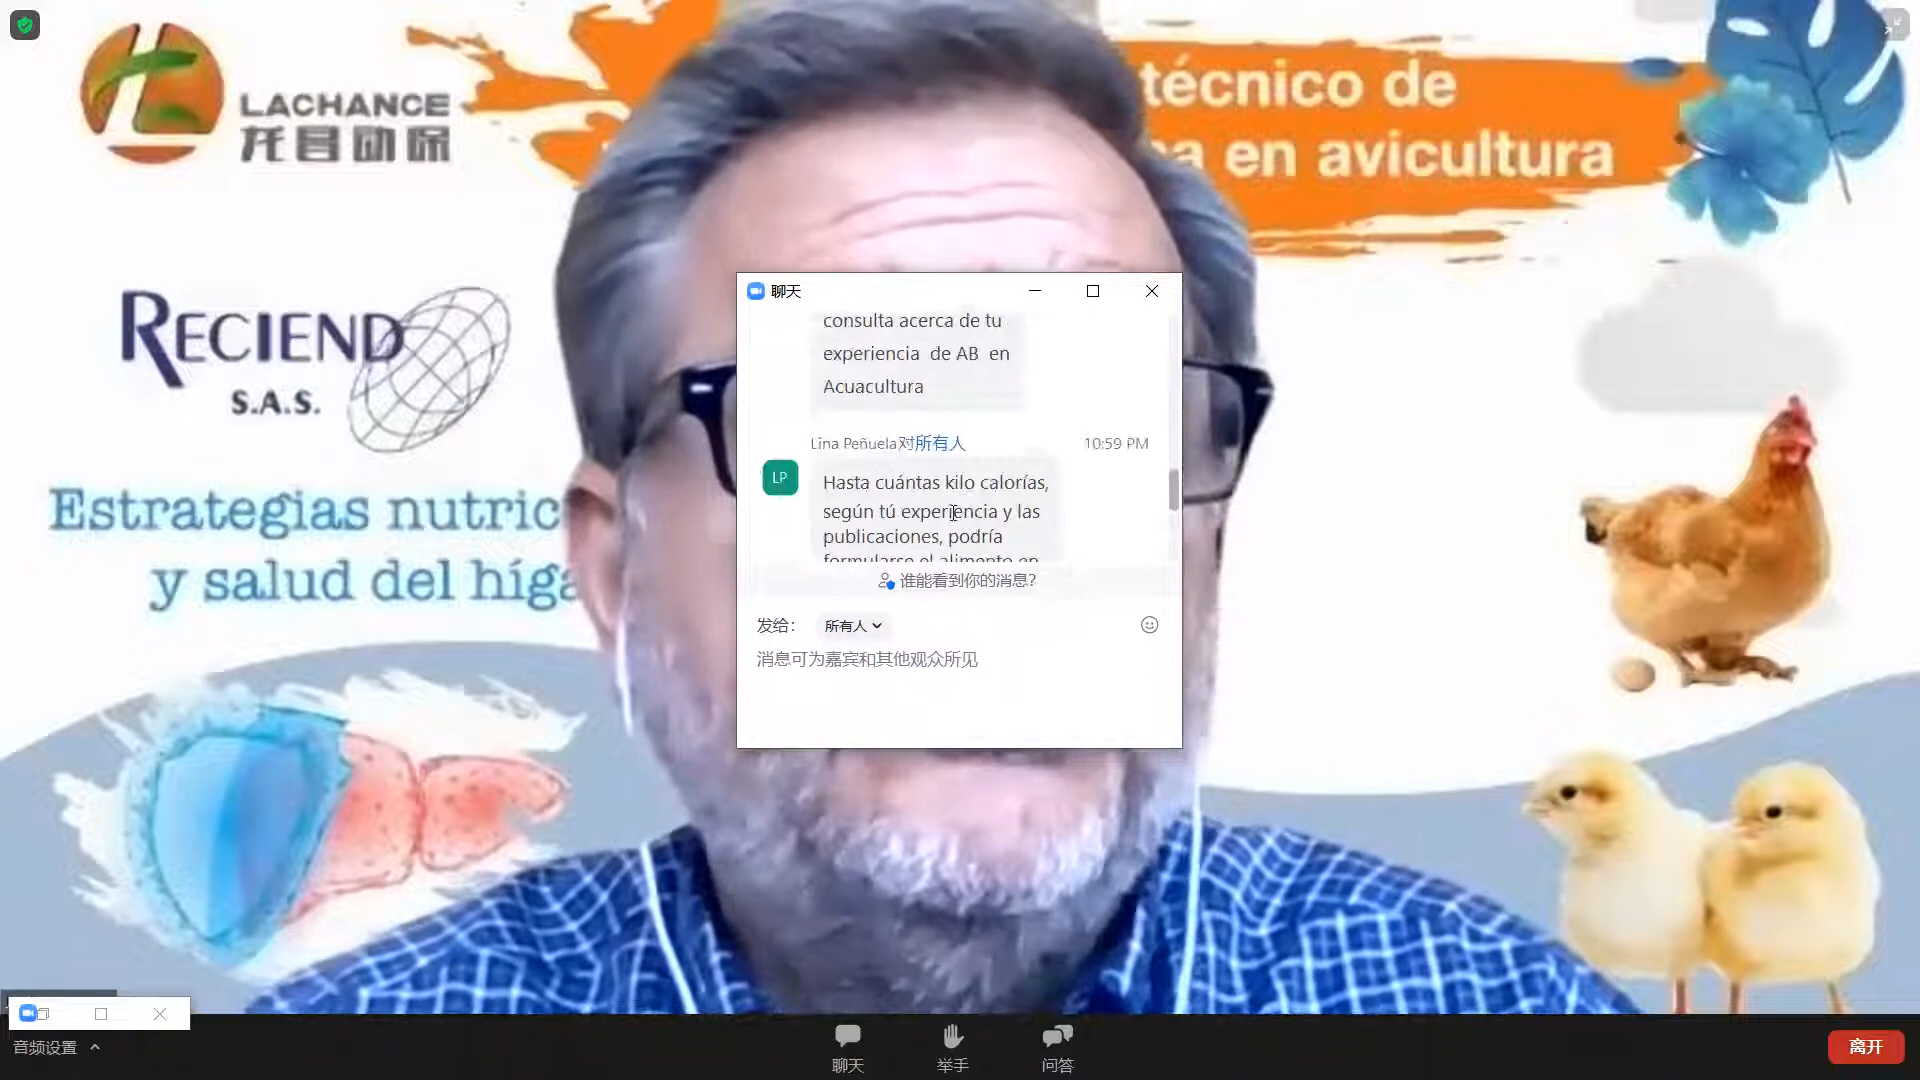 LACHANCE
龙昌动保
técnico de
en avicultura
RECIEND
S.A.S.
Estrategias nutric
y salud del híga
聊天
consulta acerca de tu
experiencia de AB en
Acuacultura
Lina Peñuela对所有人 10:59 PM
LP
Hasta cuántas kilo calorías,
según tú experiencia y las
publicaciones, podría
formularse el alimento en
谁能看到你的消息?
发给: 所有人
消息可为嘉宾和其他观众所见
音频设置
聊天
举手
问答
离开